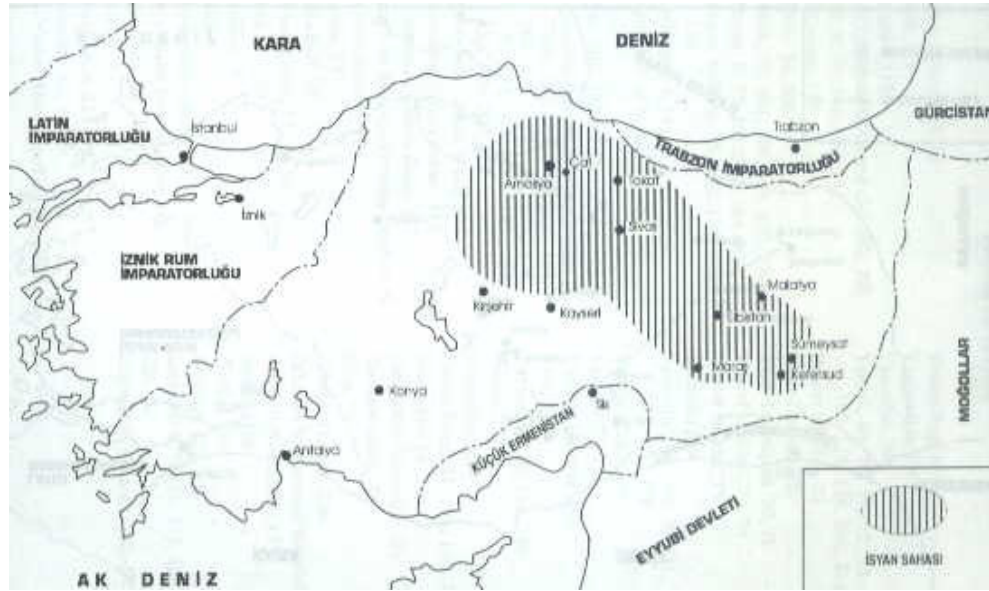 KARA
DENİZ
LATİN
İMPARATORLUĞU
İstanbul
İznik
İZNİK RUM
İMPARATORLUĞU
Amasya
Çat
Tokat
Sivas
Trabzon
TRABZON İMPARATORLUĞU
GÜRCİSTAN
Kırşehir
Kayseri
Malatya
Elbistan
Sümeysat
Maraş
Kefersud
MOĞOLLAR
Konya
Sis
KÜÇÜK ERMENİSTAN
Antalya
EYYUBİ DEVLETİ
AK DENİZ
İSYAN SAHASI